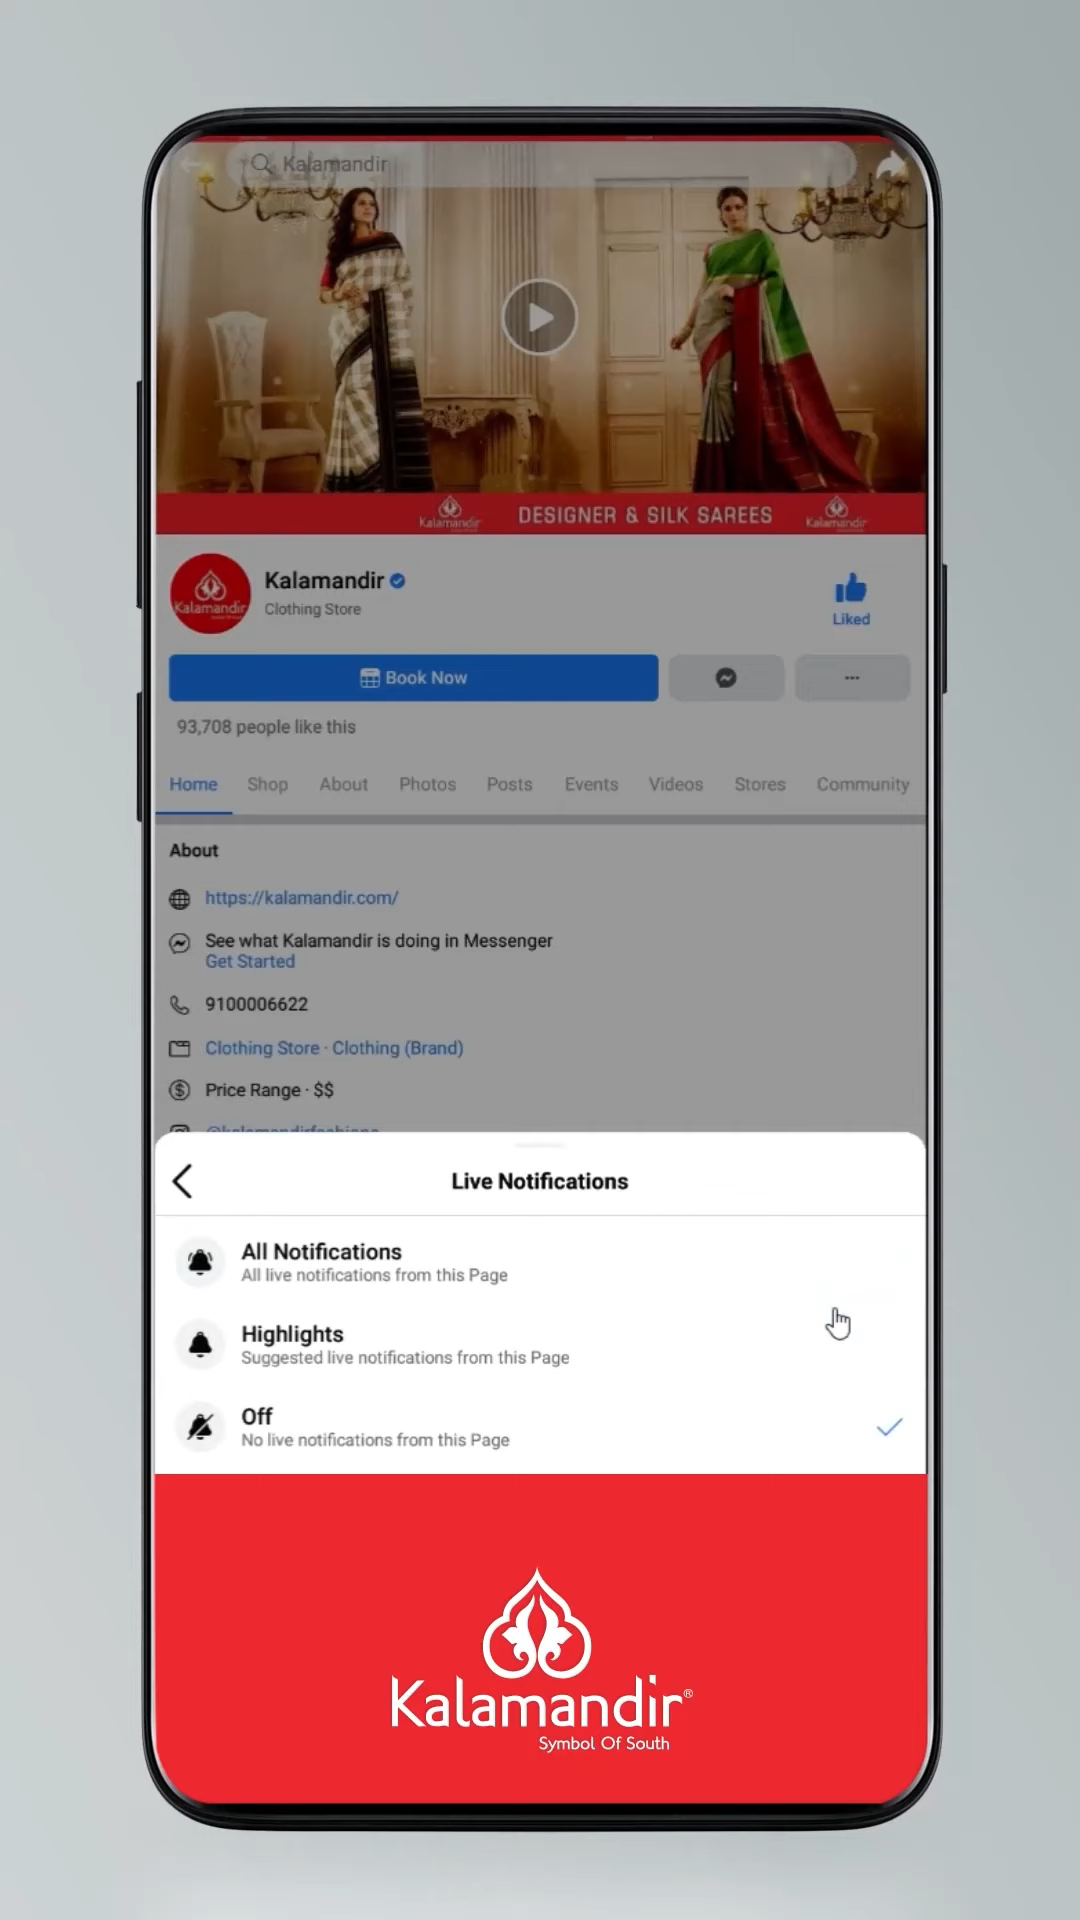 Kalamandir
Kalamandir DESIGNER & SILK SAREES Kalamandir
Kalamandir
Kalamandir
Clothing Store
Liked
Book Now
...
93,708 people like this
Home Shop About Photos Posts Events Videos Stores Community
About
https://kalamandir.com/
See what Kalamandir is doing in Messenger
Get Started
9100006622
Clothing Store · Clothing (Brand)
Price Range · $$
Live Notifications
All Notifications
All live notifications from this Page
Highlights
Suggested live notifications from this Page
Off
No live notifications from this Page
Kalamandir®
Symbol Of South